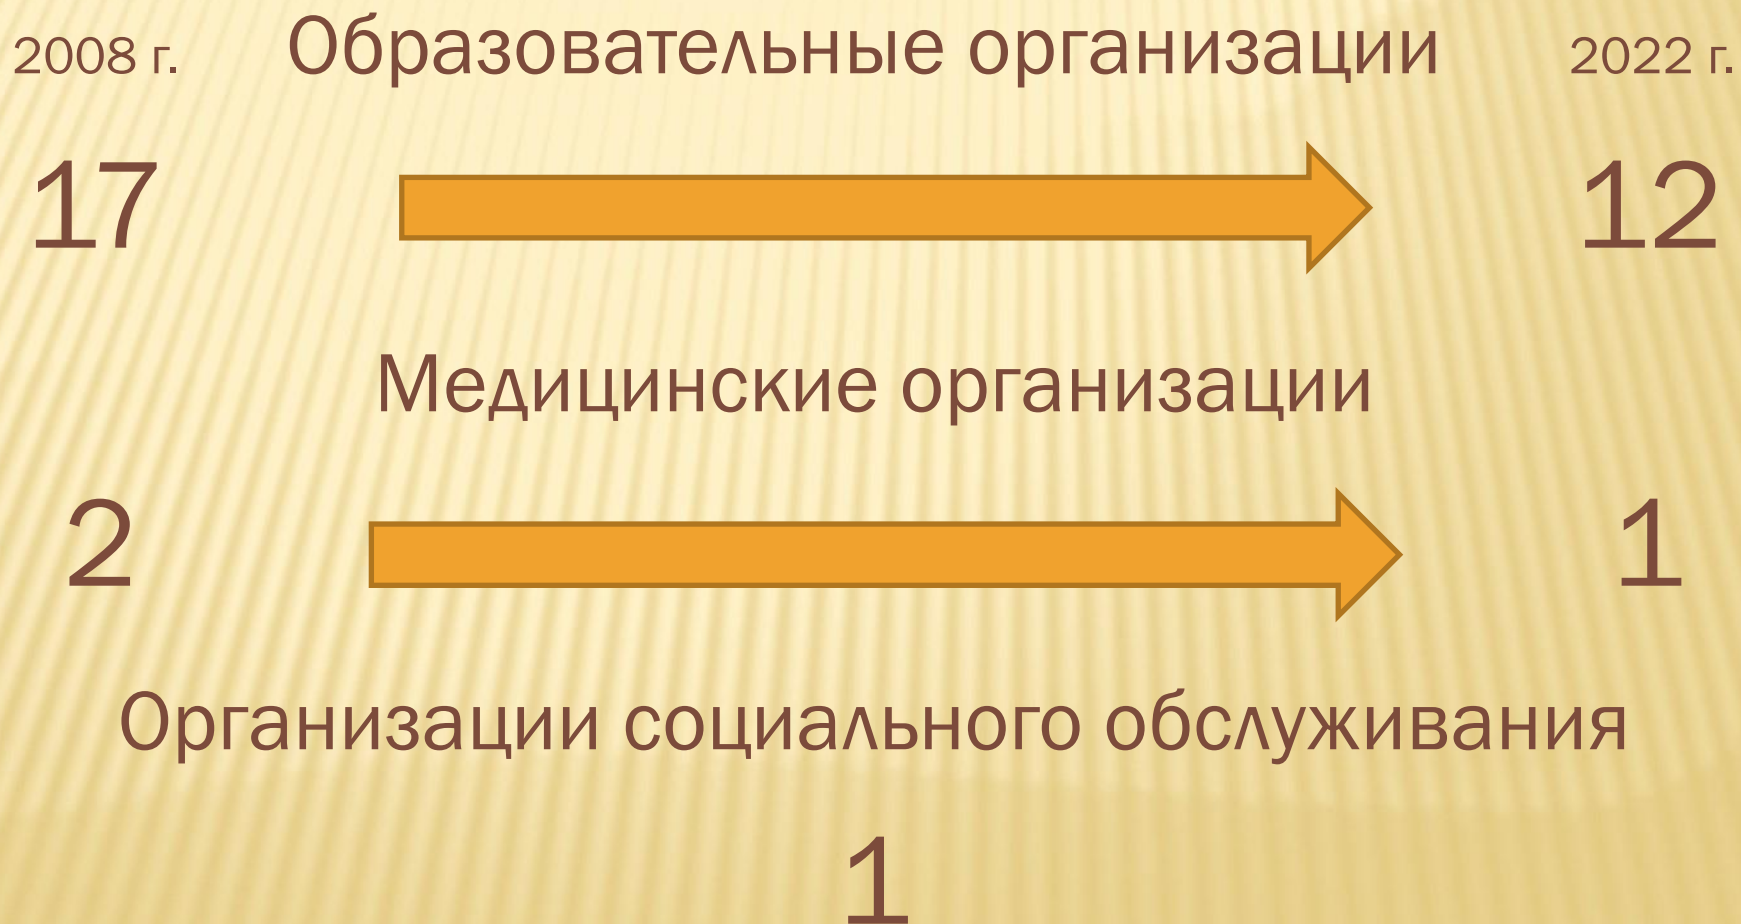 2008 г. Образовательные организации 2022 г.
17 12
Медицинские организации
2 1
Организации социального обслуживания
1